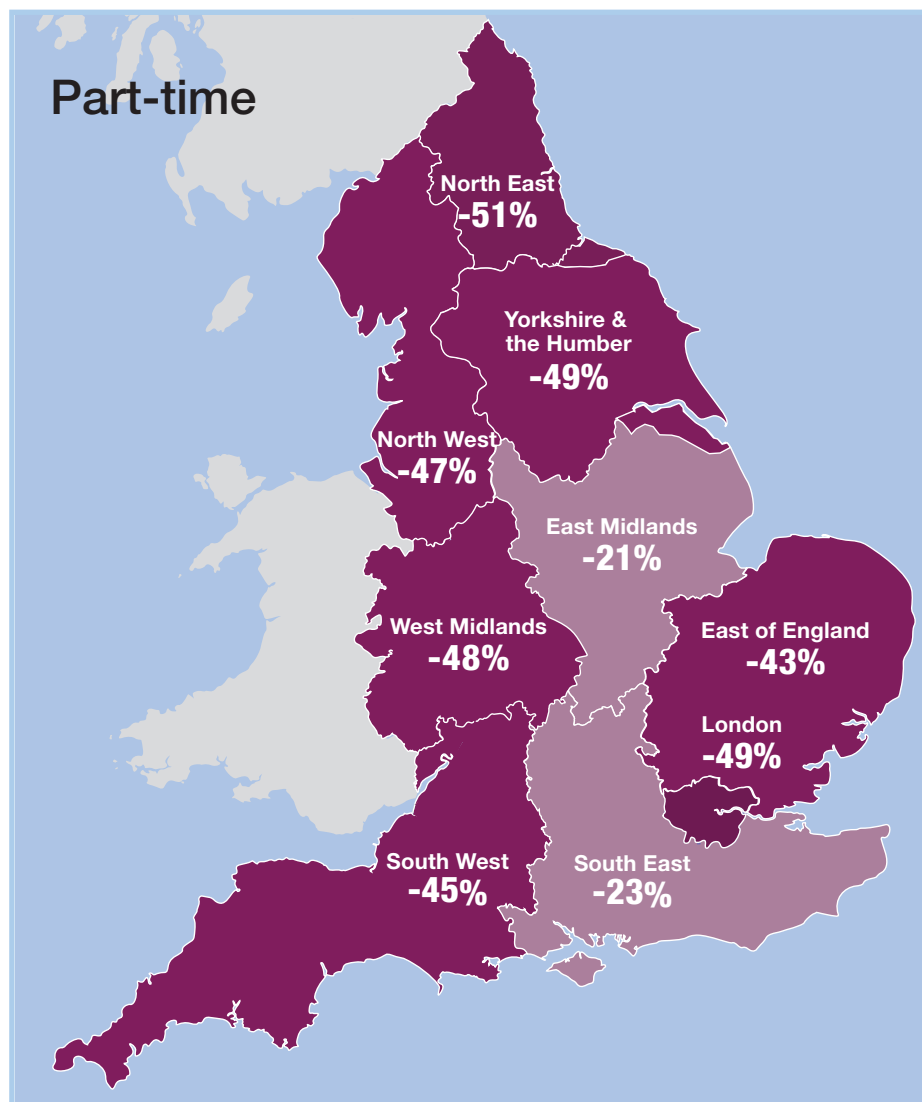 Part-time
North East
-51%
Yorkshire &
the Humber
-49%
North West
-47%
East Midlands
-21%
West Midlands
-48%
East of England
-43%
London
-49%
South West
-45%
South East
-23%